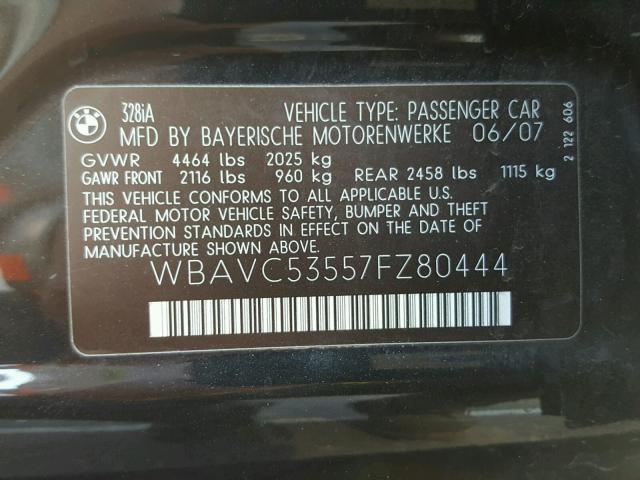 BMW
328iA VEHICLE TYPE: PASSENGER CAR
MFD BY BAYERISCHE MOTORENWERKE 06/07
GVWR 4464 lbs 2025 kg
GAWR FRONT 2116 lbs 960 kg REAR 2458 lbs 1115 kg
THIS VEHICLE CONFORMS TO ALL APPLICABLE U.S.
FEDERAL MOTOR VEHICLE SAFETY, BUMPER AND THEFT
PREVENTION STANDARDS IN EFFECT ON THE DATE OF
MANUFACTURE SHOWN ABOVE.
WBAVC53557FZ80444
2 122 606